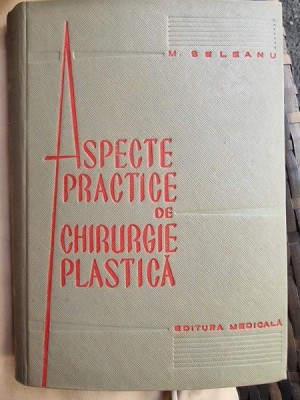 M. SELEANU
ASPECTE
PRACTICE
DE
CHIRURGIE
PLASTICĂ
EDITURA MEDICALĂ